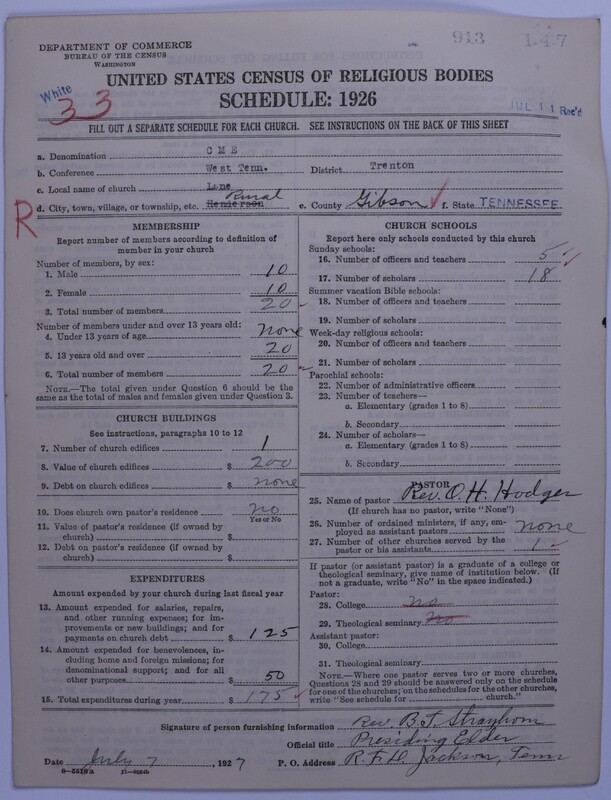 913 1-47
DEPARTMENT OF COMMERCE
BUREAU OF THE CENSUS
WASHINGTON
White
33
UNITED STATES CENSUS OF RELIGIOUS BODIES
SCHEDULE: 1926
JUL 11 Rec'd
FILL OUT A SEPARATE SCHEDULE FOR EACH CHURCH. SEE INSTRUCTIONS ON THE BACK OF THIS SHEET
a. Denomination C M E
b. Conference West Tenn. District Trenton
c. Local name of church Lane
R d. City, town, village, or township, etc. Henderson Rural e. County Gibson f. State TENNESSEE
MEMBERSHIP
Report number of members according to definition of
member in your church
Number of members, by sex:
1. Male 10
2. Female 10
3. Total number of members 20
Number of members under and over 13 years old:
4. Under 13 years of age none
5. 13 years old and over 20
6. Total number of members 20
NOTE.—The total given under Question 6 should be the
same as the total of males and females given under Question 3.
CHURCH BUILDINGS
See instructions, paragraphs 10 to 12
7. Number of church edifices 1
8. Value of church edifices $ 200
9. Debt on church edifices $ none
10. Does church own pastor's residence no
Yes or No
11. Value of pastor's residence (if owned by
church) $
12. Debt on pastor's residence (if owned by
church) $
EXPENDITURES
Amount expended by your church during last fiscal year
13. Amount expended for salaries, repairs,
and other running expenses; for im-
provements or new buildings; and for
payments on church debt $ 125
14. Amount expended for benevolences, in-
cluding home and foreign missions; for
denominational support; and for all
other purposes $ 50
15. Total expenditures during year $ 175
CHURCH SCHOOLS
Report here only schools conducted by this church
Sunday schools:
16. Number of officers and teachers 5
17. Number of scholars 18
Summer vacation Bible schools:
18. Number of officers and teachers
19. Number of scholars
Week-day religious schools:
20. Number of officers and teachers
21. Number of scholars
Parochial schools:
22. Number of administrative officers
23. Number of teachers—
a. Elementary (grades 1 to 8)
b. Secondary
24. Number of scholars—
a. Elementary (grades 1 to 8)
b. Secondary
PASTOR
25. Name of pastor Rev. O. H. Hodges
(If church has no pastor, write "None")
26. Number of ordained ministers, if any, em-
ployed as assistant pastors none
27. Number of other churches served by the
pastor or his assistants 1
If pastor (or assistant pastor) is a graduate of a college or
theological seminary, give name of institution below. (If
not a graduate, write "No" in the space indicated.)
Pastor:
28. College no
29. Theological seminary No
Assistant pastor:
30. College
31. Theological seminary
NOTE.—Where one pastor serves two or more churches,
Questions 28 and 29 should be answered only on the schedule
for one of the churches; on the schedules for the other churches,
write "See schedule for church."
Signature of person furnishing information Rev. B. T. Strayhorn
Official title Presiding Elder
Date July 7, 1927 P. O. Address R.F.D. Jackson, Tenn